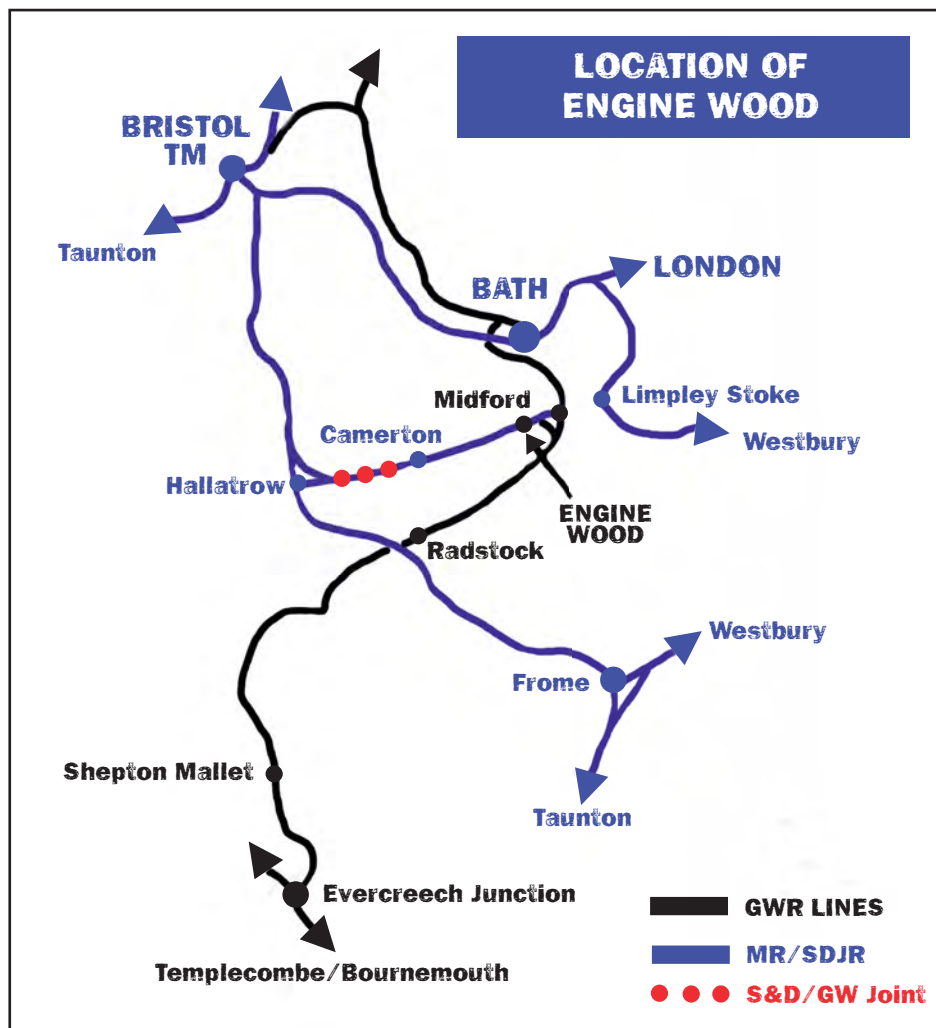 LOCATION OF
ENGINE WOOD
BRISTOL
TM
Taunton
BATH
LONDON
Midford
Limpley Stoke
Camerton
Westbury
Hallatrow
ENGINE
WOOD
Radstock
Westbury
Frome
Shepton Mallet
Taunton
Evercreech Junction
Templecombe/Bournemouth
GWR LINES
MR/SDJR
S&D/GW Joint